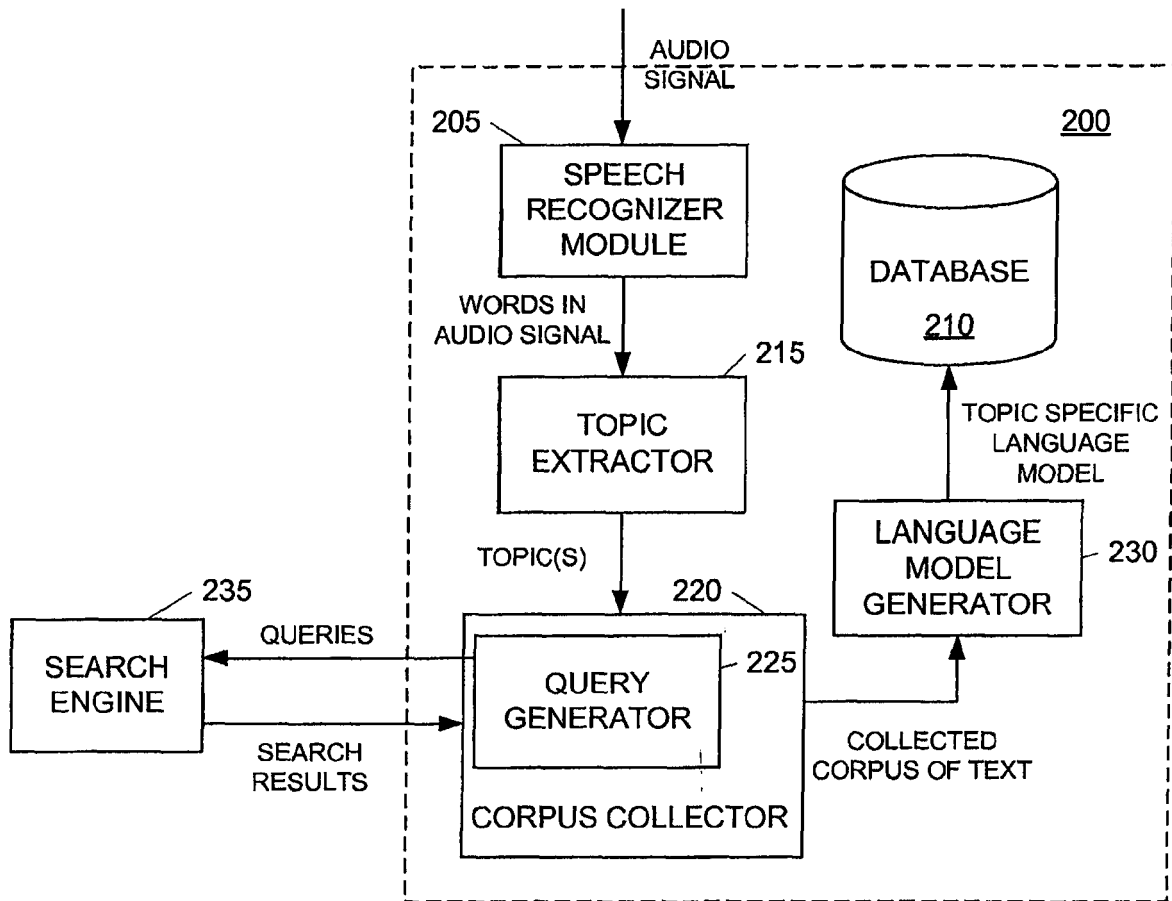 AUDIO
SIGNAL
200
205
SPEECH
RECOGNIZER
MODULE
DATABASE
210
WORDS IN
AUDIO SIGNAL
215
TOPIC
EXTRACTOR
TOPIC SPECIFIC
LANGUAGE
MODEL
TOPIC(S)
LANGUAGE
MODEL
GENERATOR
230
235
220
QUERIES
SEARCH
ENGINE
225
QUERY
GENERATOR
SEARCH
RESULTS
COLLECTED
CORPUS OF TEXT
CORPUS COLLECTOR